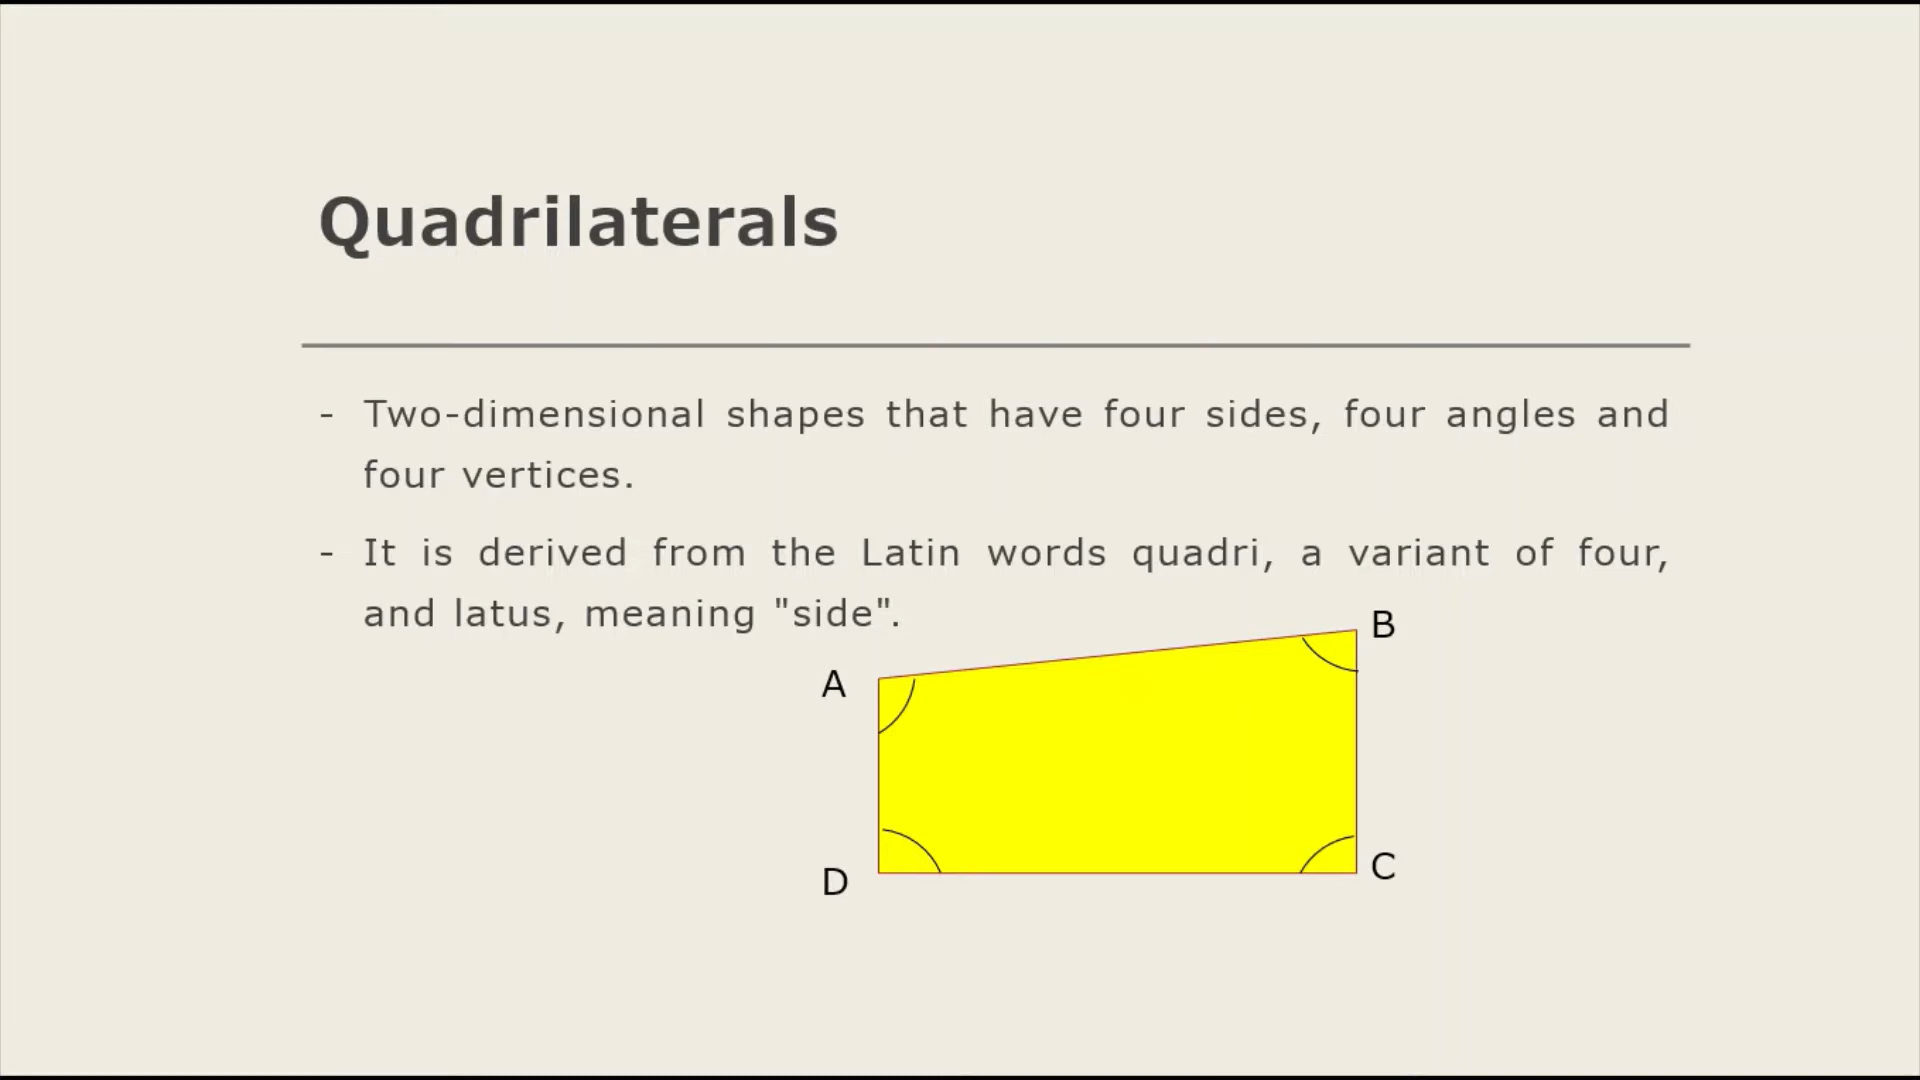 Quadrilaterals
- Two-dimensional shapes that have four sides, four angles and
four vertices.
- It is derived from the Latin words quadri, a variant of four,
and latus, meaning "side".
B
A
C
D